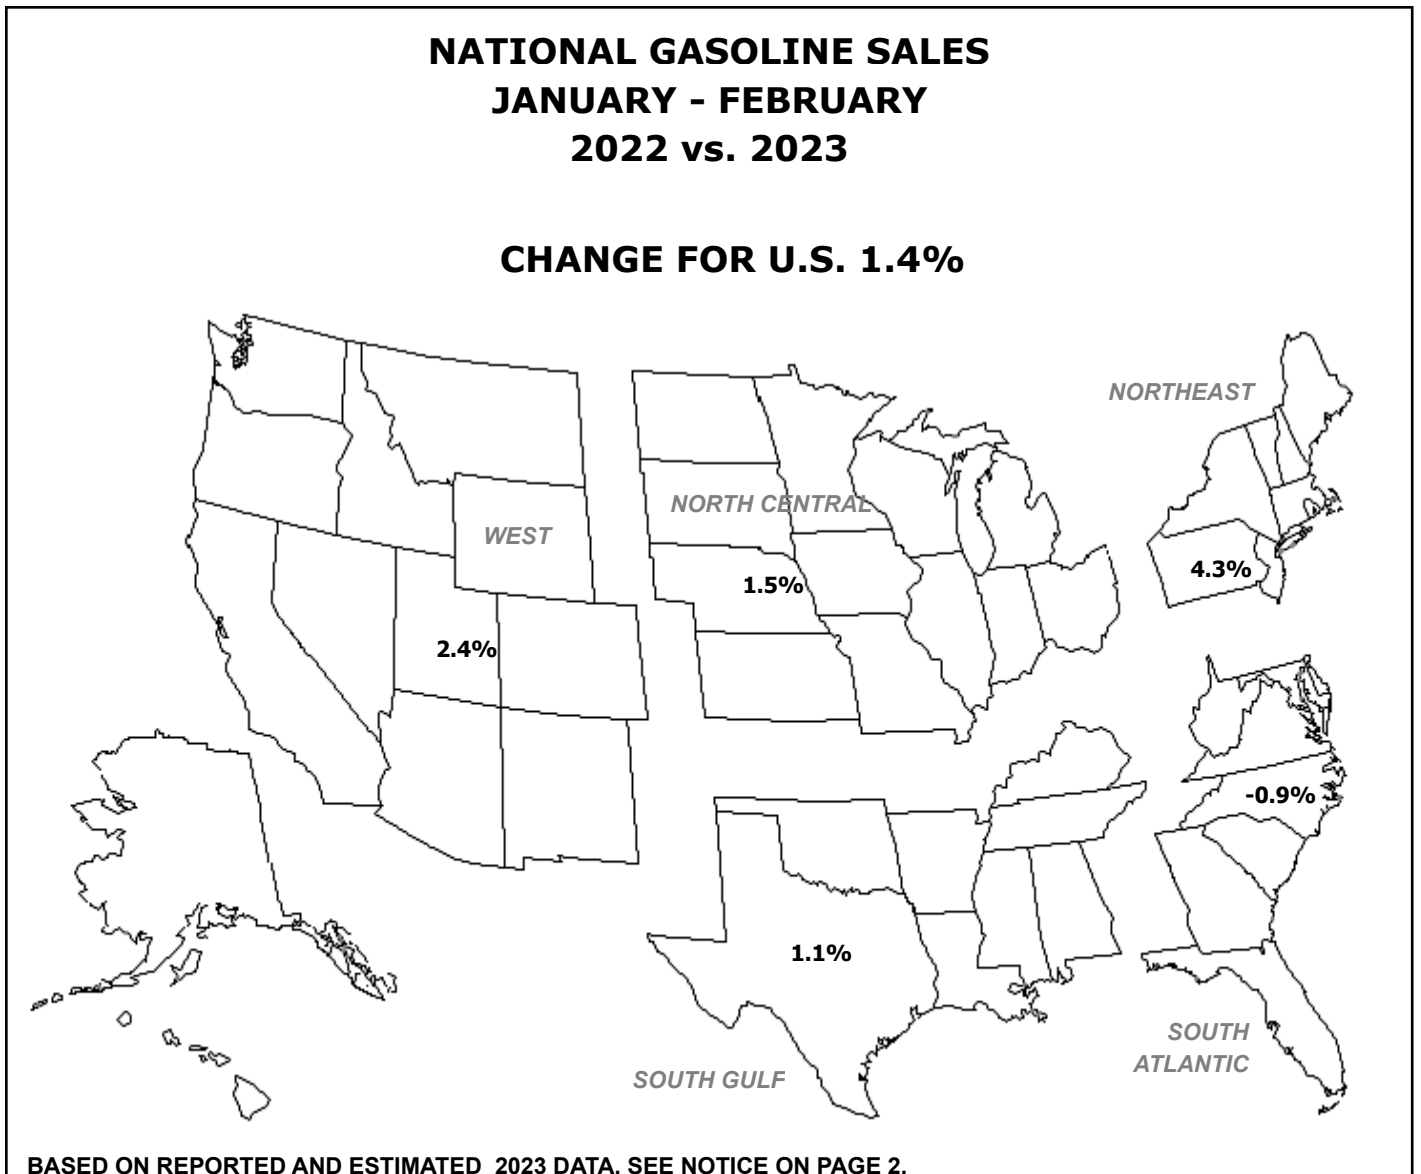 NATIONAL GASOLINE SALES
JANUARY - FEBRUARY
2022 vs. 2023
CHANGE FOR U.S. 1.4%
NORTHEAST
NORTH CENTRAL
WEST
4.3%
1.5%
2.4%
-0.9%
1.1%
SOUTH
ATLANTIC
SOUTH GULF
BASED ON REPORTED AND ESTIMATED 2023 DATA. SEE NOTICE ON PAGE 2.